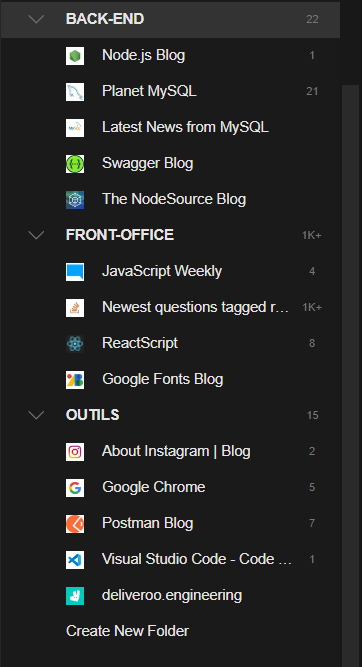 BACK-END 22
Node.js Blog 1
Planet MySQL 21
Latest News from MySQL
Swagger Blog
The NodeSource Blog
FRONT-OFFICE 1K+
JavaScript Weekly 4
Newest questions tagged r… 1K+
ReactScript 8
Google Fonts Blog
OUTILS 15
About Instagram | Blog 2
Google Chrome 5
Postman Blog 7
Visual Studio Code - Code … 1
deliveroo.engineering
Create New Folder